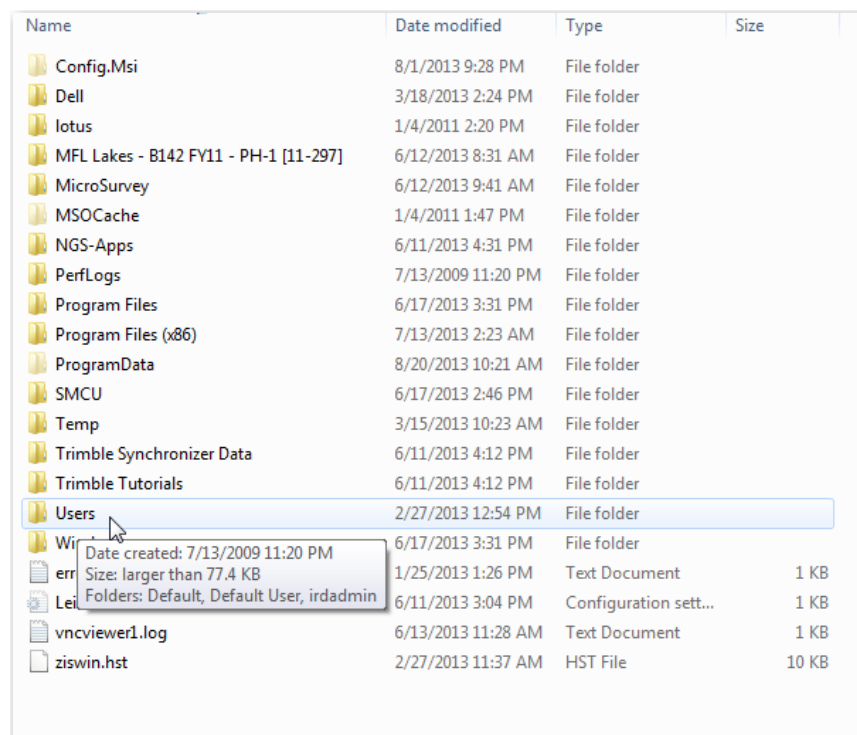 Name Date modified Type Size
Config.Msi 8/1/2013 9:28 PM File folder
Dell 3/18/2013 2:24 PM File folder
lotus 1/4/2011 2:20 PM File folder
MFL Lakes - B142 FY11 - PH-1 [11-297] 6/12/2013 8:31 AM File folder
MicroSurvey 6/12/2013 9:41 AM File folder
MSOCache 1/4/2011 1:47 PM File folder
NGS-Apps 6/11/2013 4:31 PM File folder
PerfLogs 7/13/2009 11:20 PM File folder
Program Files 6/17/2013 3:31 PM File folder
Program Files (x86) 7/13/2013 2:23 AM File folder
ProgramData 8/20/2013 10:21 AM File folder
SMCU 6/17/2013 2:46 PM File folder
Temp 3/15/2013 10:23 AM File folder
Trimble Synchronizer Data 6/11/2013 4:12 PM File folder
Trimble Tutorials 6/11/2013 4:12 PM File folder
Users 2/27/2013 12:54 PM File folder
6/17/2013 3:31 PM File folder
Date created: 7/13/2009 11:20 PM
err 1/25/2013 1:26 PM Text Document 1 KB
Size: larger than 77.4 KB
Lei 6/11/2013 3:04 PM Configuration sett... 1 KB
Folders: Default, Default User, irdadmin
vncviewer1.log 6/13/2013 11:28 AM Text Document 1 KB
ziswin.hst 2/27/2013 11:37 AM HST File 10 KB